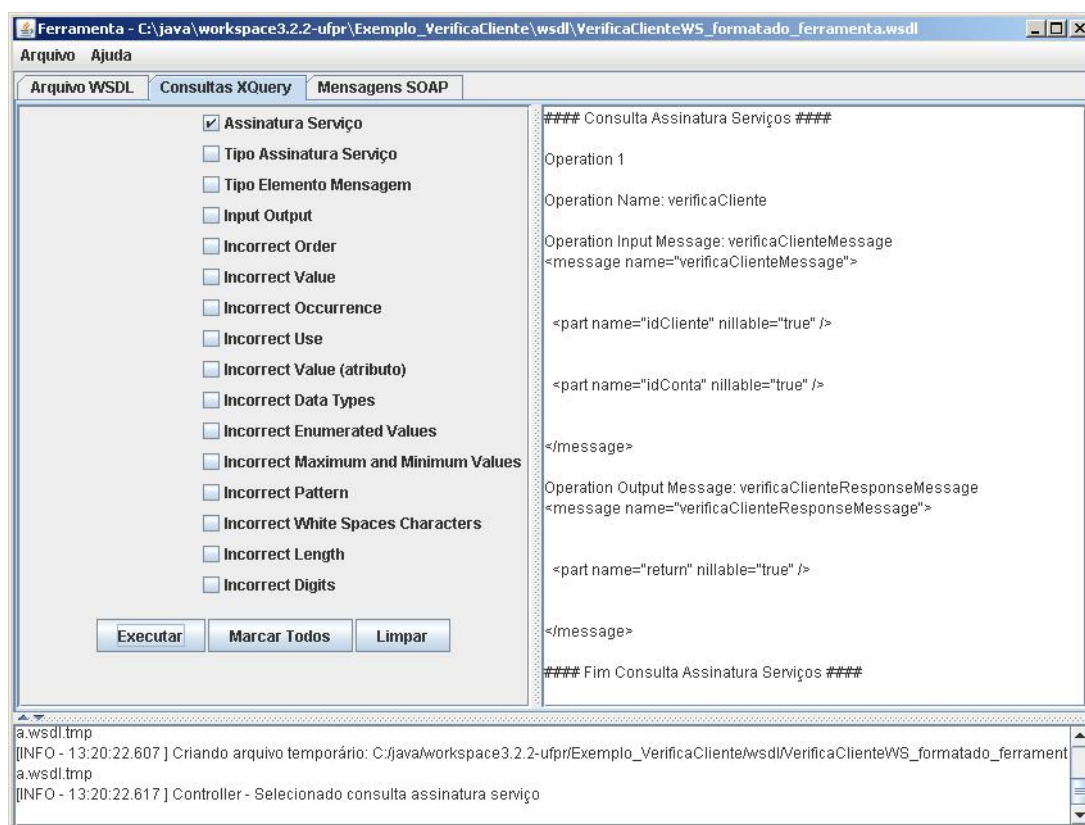 Ferramenta - C:\java\workspace3.2.2-ufpr\Exemplo_VerificaCliente\wsdl\VerificaClienteWS_formatado_ferramenta.wsdl
Arquivo Ajuda
Arquivo WSDL Consultas XQuery Mensagens SOAP
Assinatura Serviço
Tipo Assinatura Serviço
Tipo Elemento Mensagem
Input Output
Incorrect Order
Incorrect Value
Incorrect Occurrence
Incorrect Use
Incorrect Value (atributo)
Incorrect Data Types
Incorrect Enumerated Values
Incorrect Maximum and Minimum Values
Incorrect Pattern
Incorrect White Spaces Characters
Incorrect Length
Incorrect Digits
Executar Marcar Todos Limpar
#### Consulta Assinatura Serviços ####
Operation 1
Operation Name: verificaCliente
Operation Input Message: verificaClienteMessage
<message name="verificaClienteMessage">
<part name="idCliente" nillable="true" />
<part name="idConta" nillable="true" />
</message>
Operation Output Message: verificaClienteResponseMessage
<message name="verificaClienteResponseMessage">
<part name="return" nillable="true" />
</message>
#### Fim Consulta Assinatura Serviços ####
a.wsdl.tmp
[INFO - 13:20:22.607 ] Criando arquivo temporário: C:/java/workspace3.2.2-ufpr/Exemplo_VerificaCliente/wsdl/VerificaClienteWS_formatado_ferrament
a.wsdl.tmp
[INFO - 13:20:22.617 ] Controller - Selecionado consulta assinatura serviço